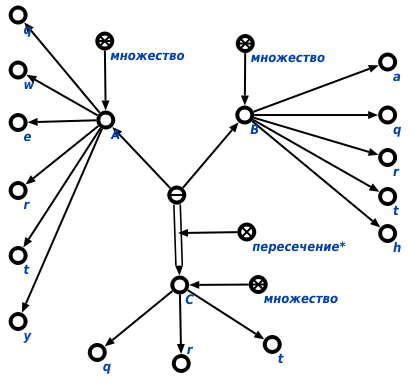 q
множество
множество
w
a
e
A
B
q
r
r
t
t
h
пересечение*
множество
C
y
q
r
t